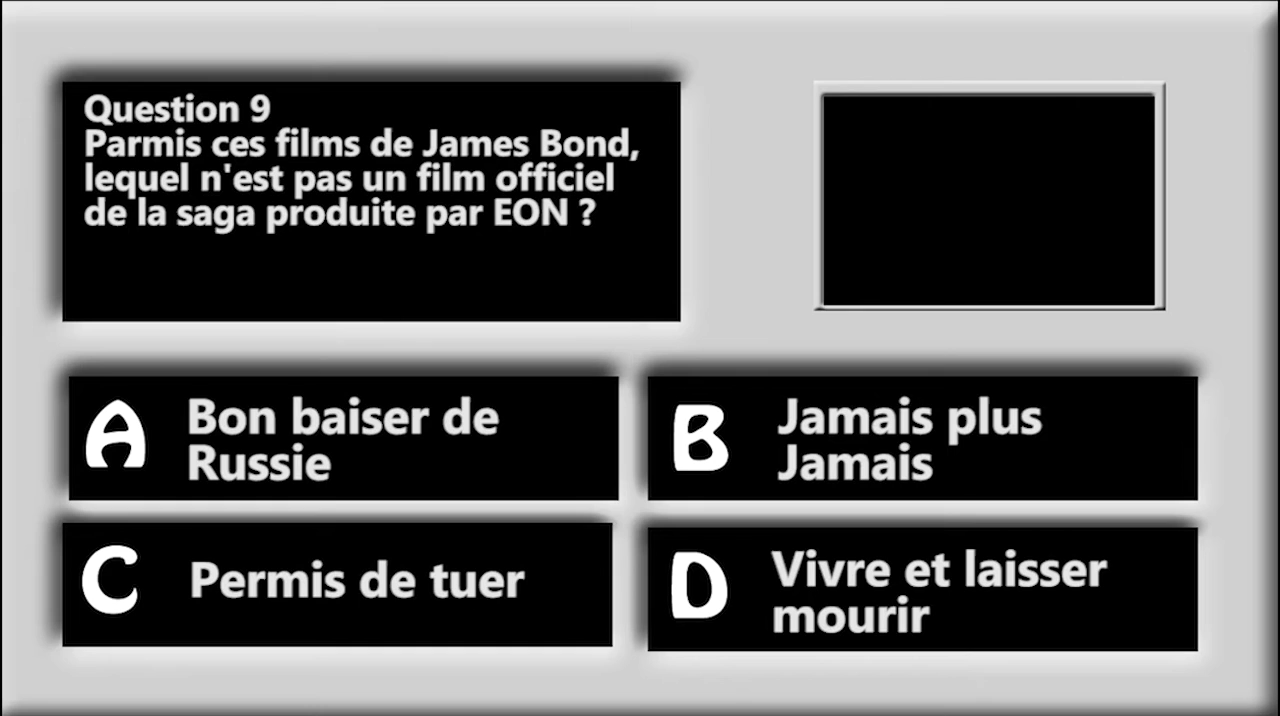 Question 9
Parmis ces films de James Bond,
lequel n'est pas un film officiel
de la saga produite par EON ?
A
Bon baiser de
Russie
B
Jamais plus
Jamais
C
Permis de tuer
D
Vivre et laisser
mourir